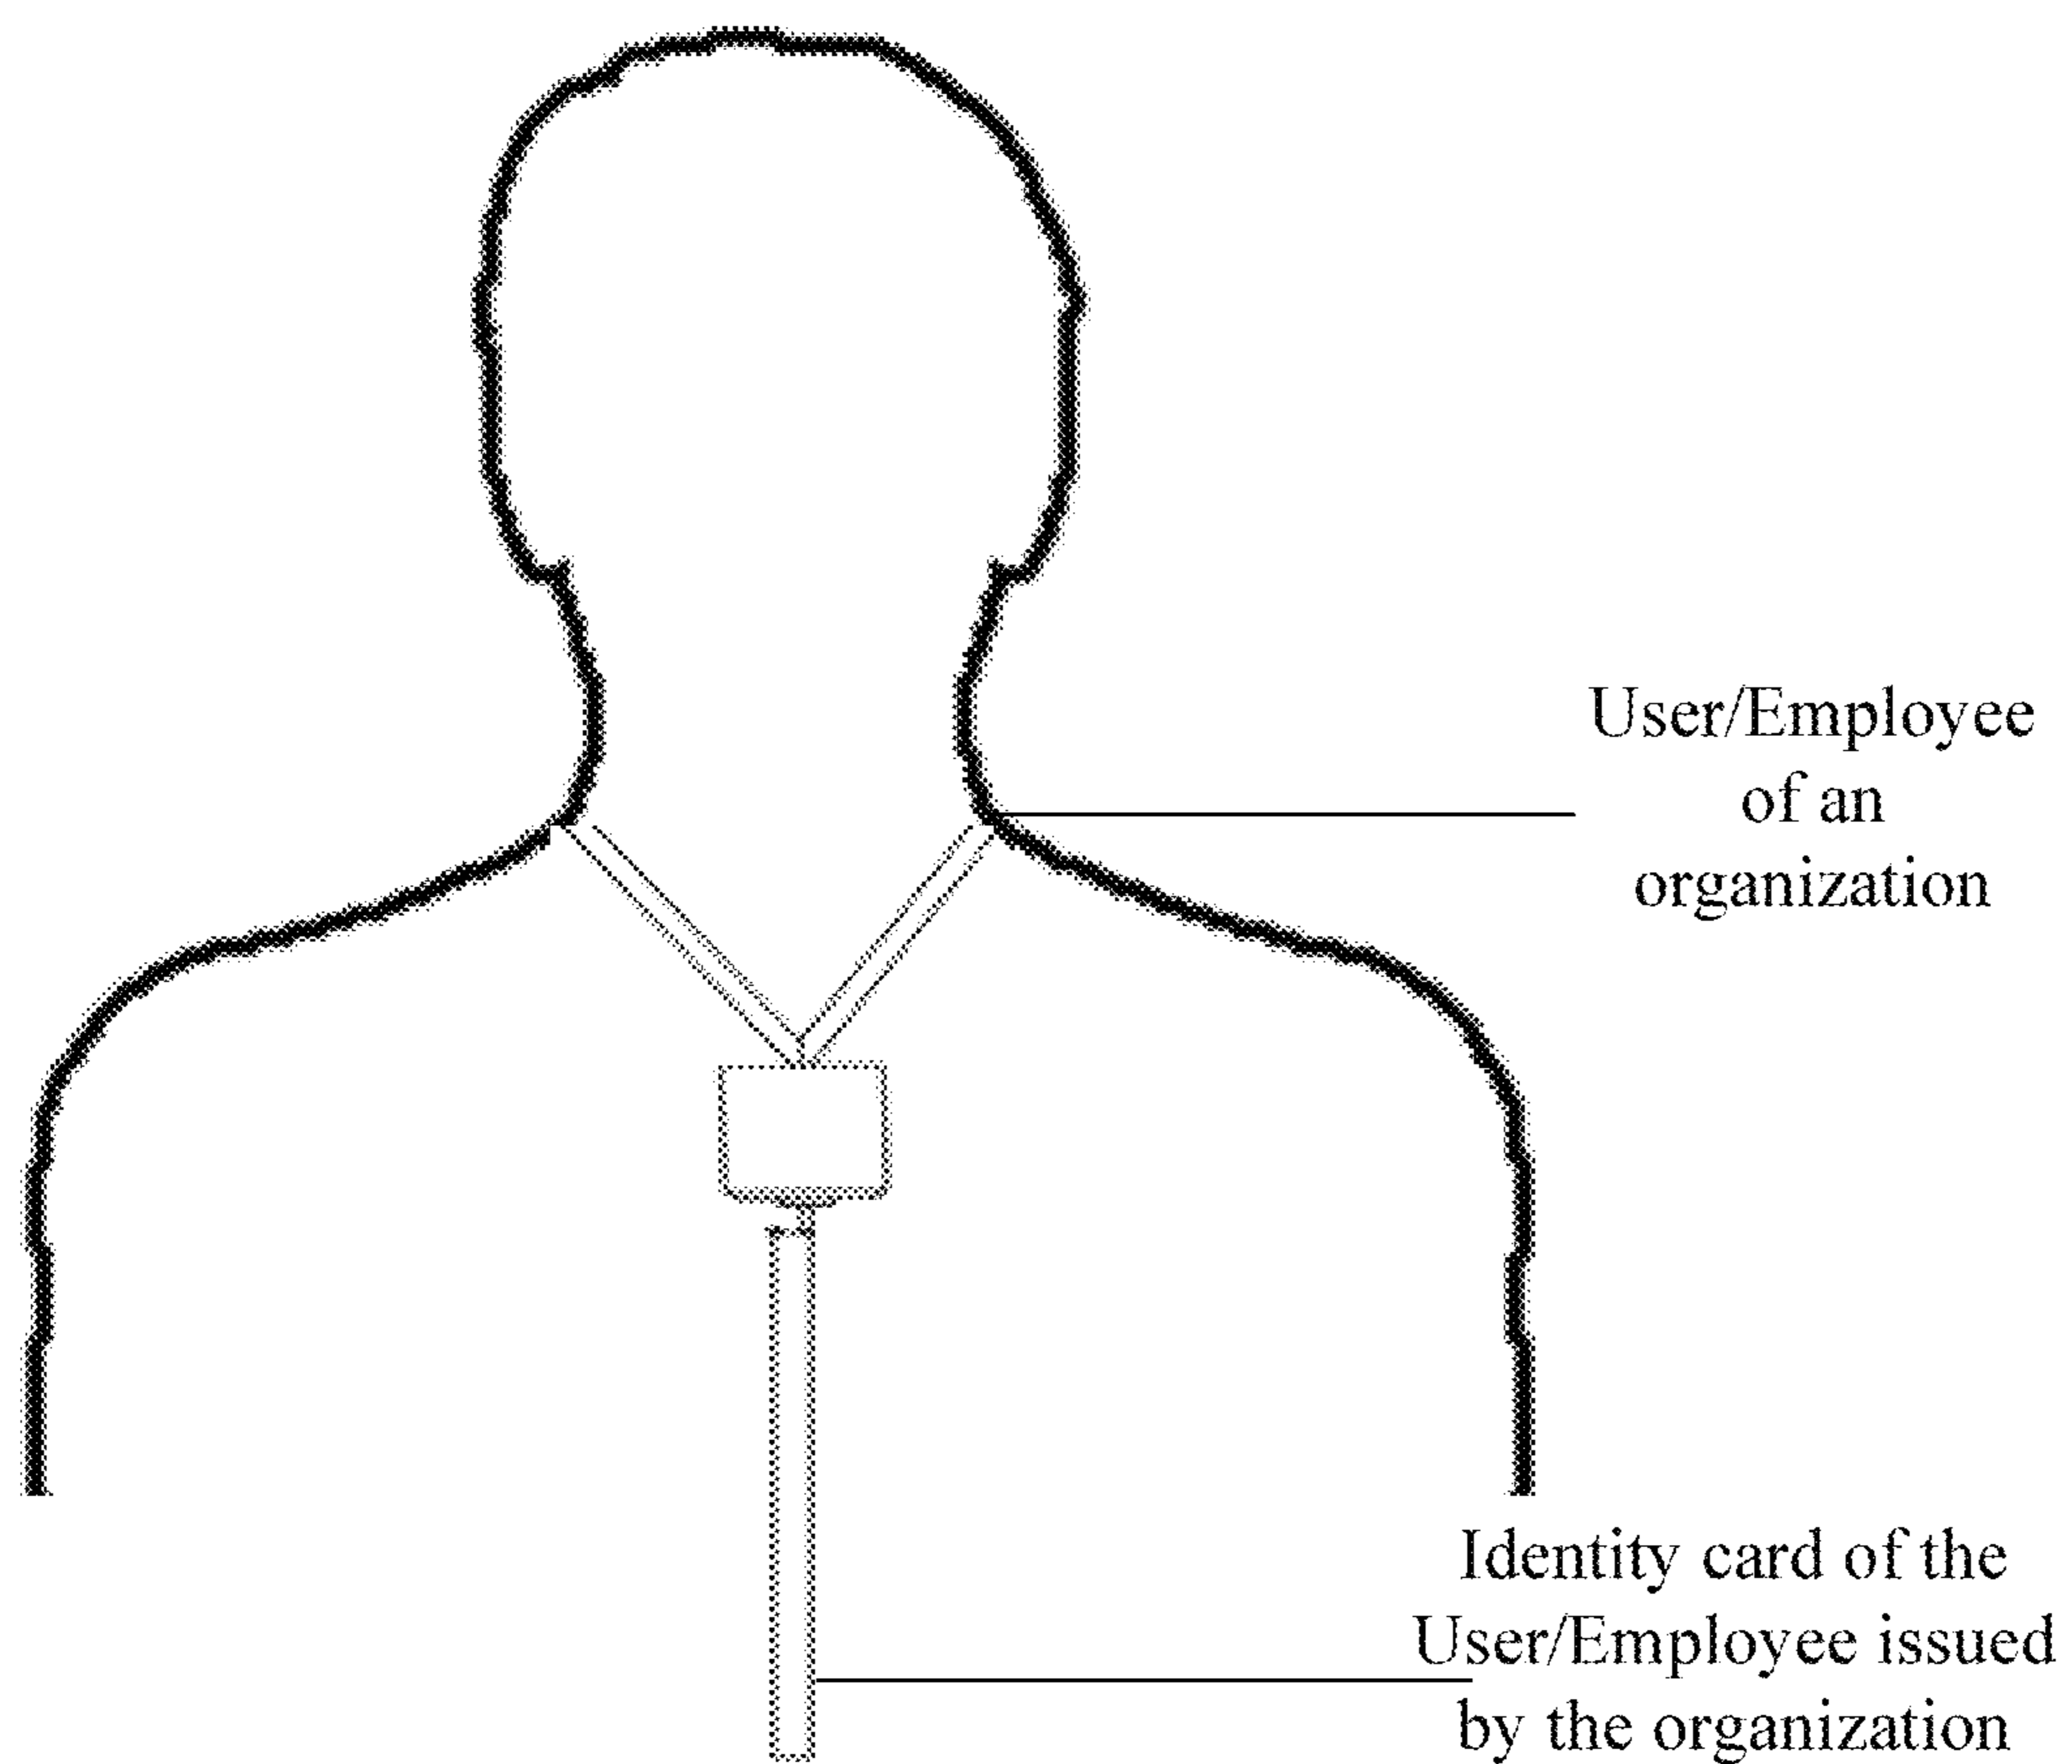 User/Employee
of an
organization
Identity card of the
User/Employee issued
by the organization